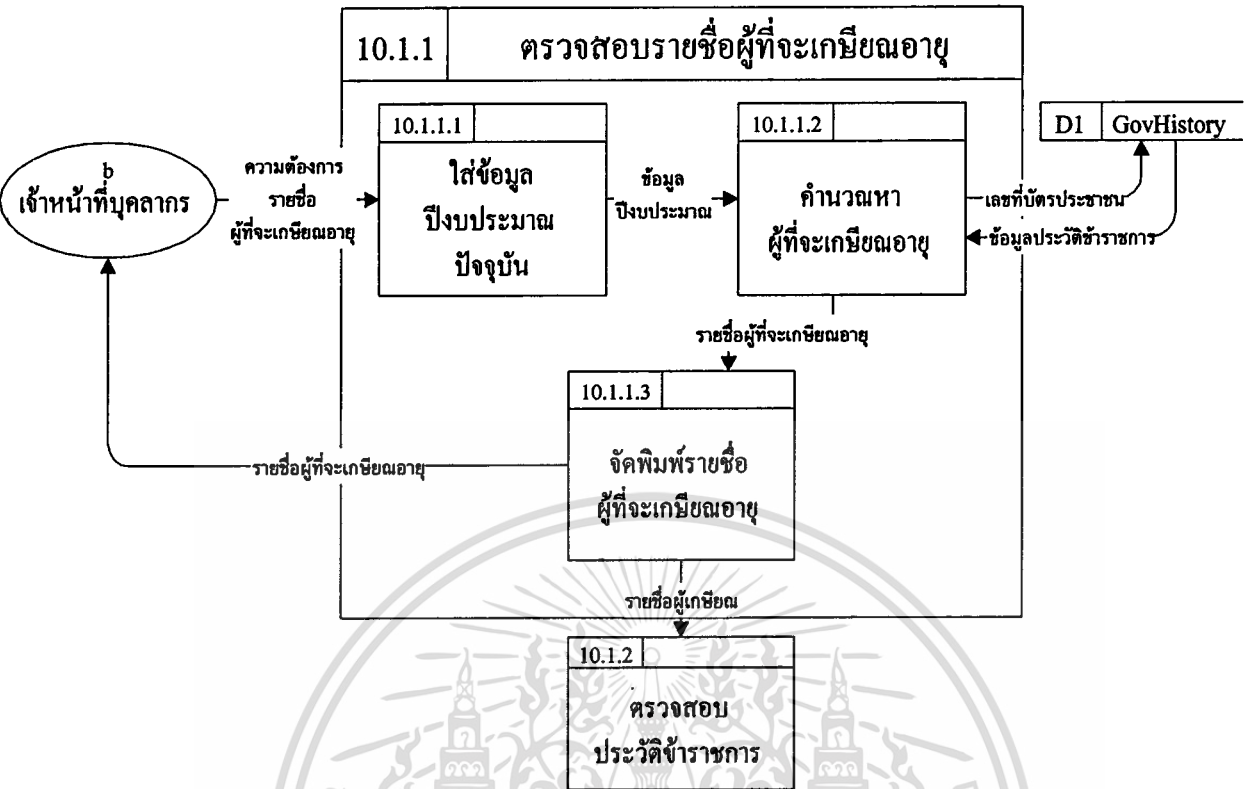 10.1.1 ตรวจสอบรายชื่อผู้ที่จะเกษียณอายุ
b
เจ้าหน้าที่บุคลากร
ความต้องการ
รายชื่อ
ผู้ที่จะเกษียณอายุ
10.1.1.1
ใส่ข้อมูล
ปีงบประมาณ
ปัจจุบัน
ข้อมูล
ปีงบประมาณ
10.1.1.2
คำนวณหา
ผู้ที่จะเกษียณอายุ
D1 GovHistory
เลขที่บัตรประชาชน
ข้อมูลประวัติข้าราชการ
รายชื่อผู้ที่จะเกษียณอายุ
10.1.1.3
จัดพิมพ์รายชื่อ
ผู้ที่จะเกษียณอายุ
รายชื่อผู้ที่จะเกษียณอายุ
รายชื่อผู้เกษียณ
10.1.2
ตรวจสอบ
ประวัติข้าราชการ